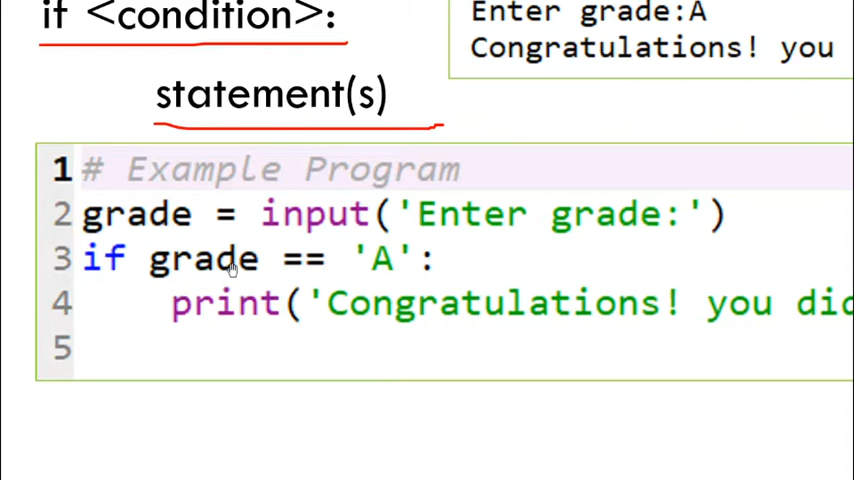 if <condition>:
Enter grade:A
Congratulations! you
statement(s)
1 # Example Program
2 grade = input('Enter grade:')
3 if grade == 'A':
4 print('Congratulations! you did
5